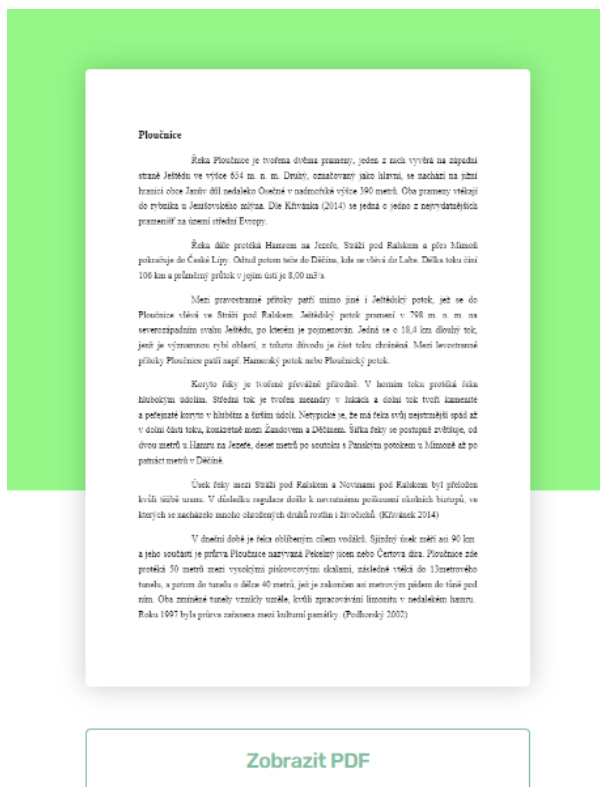 Ploučnice
Řeka Ploučnice je tvořena dvěma prameny, jeden z nich vyvěrá na západní
straně Ještědu ve výšce 654 m. n. m. Druhý, označovaný jako hlavní, se nachází na jižní
hranici obce Janův důl nedaleko Osečné v nadmořské výšce 390 metrů. Oba prameny vtékají
do rybníka u Jenišovského mlýna. Dle Křivánka (2014) se jedná o jedno z nejvydatnějších
pramenišť na území střední Evropy.
Řeka dále protéká Hamrem na Jezeře, Stráží pod Ralskem a přes Mimoň
pokračuje do České Lípy. Odtud potom teče do Děčína, kde se vlévá do Labe. Délka toku činí
106 km a průměrný průtok v jejím ústí je 8,00 m3/s.
Mezi pravostranné přítoky patří mimo jiné i Ještědský potok, jež se do
Ploučnice vlévá ve Stráži pod Ralskem. Ještědský potok pramení v 798 m. n. m. na
severozápadním svahu Ještědu, po kterém je pojmenován. Jedná se o 18,4 km dlouhý tok,
jenž je významnou rybí oblastí, z tohoto důvodu je část toku chráněná. Mezi levostranné
přítoky Ploučnice patří např. Hamerský potok nebo Ploučnický potok.
Koryto řeky je tvořené převážně přírodně. V horním toku protéká řeka
hlubokým údolím. Střední tok je tvořen meandry v lukách a dolní tok tvoří kamenité
a peřejnaté koryto v hlubším a širším údolí. Netypické je, že má řeka svůj nejstrmější spád až
v dolní části toku, konkrétně mezi Žandovem a Děčínem. Šířka řeky se postupně zvětšuje, od
dvou metrů u Hamru na Jezeře, deset metrů po soutoku s Panským potokem u Mimoně až po
patnáct metrů v Děčíně.
Úsek řeky mezi Stráží pod Ralskem a Novinami pod Ralskem byl přeložen
kvůli těžbě uranu. V důsledku regulace došlo k nevratnému poškození okolních biotopů, ve
kterých se nacházelo mnoho ohrožených druhů rostlin i živočichů. (Křivánek 2014)
V dnešní době je řeka oblíbeným cílem vodáků. Sjízdný úsek měří asi 90 km
a jeho součástí je průrva Ploučnice nazývaná Pekelný jícen nebo Čertova díra. Ploučnice zde
protéká 50 metrů mezi vysokými pískovcovými skalami, následně vtéká do 13metrového
tunelu, a potom do tunelu o délce 40 metrů, jež je zakončen asi metrovým pádem do tůně pod
ním. Oba zmíněné tunely vznikly uměle, kvůli zpracovávání limonitu v nedalekém hamru.
Roku 1997 byla průrva zařazena mezi kulturní památky. (Podhorský 2002)
Zobrazit PDF